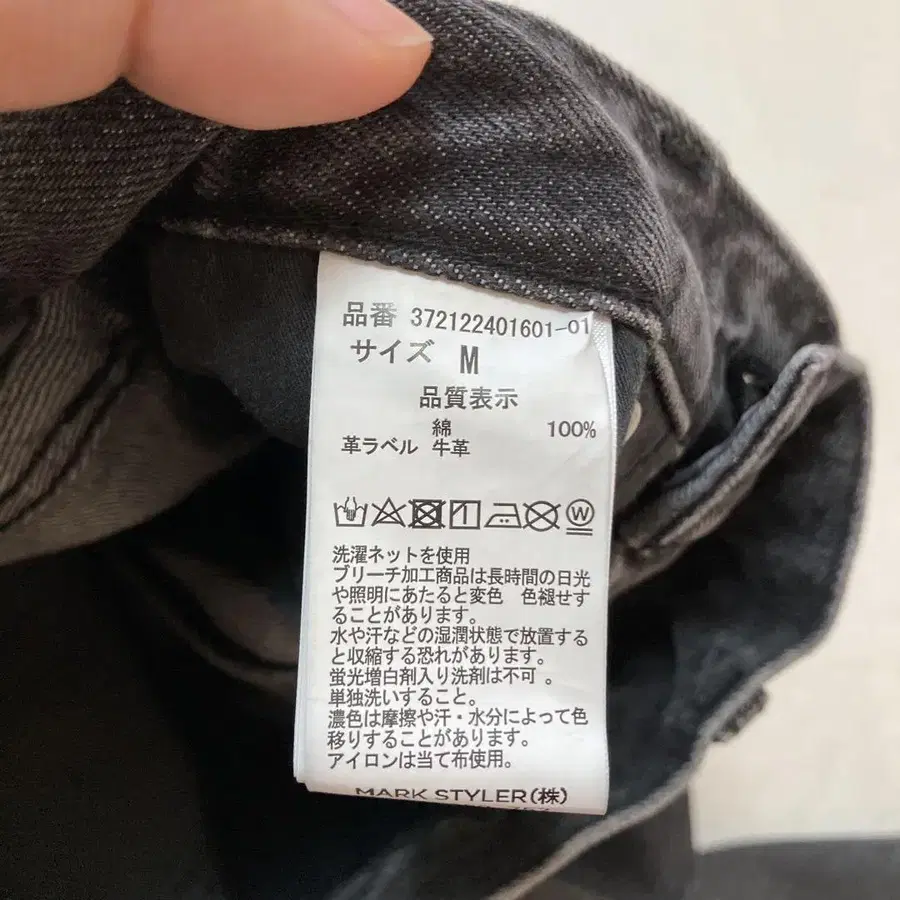 品番 372122401601-01
サイズ M
品質表示
綿 100%
革ラベル 牛革
W
洗濯ネットを使用
ブリーチ加工商品は長時間の日光
や照明にあたると変色 色褪せす
ることがあります。
水や汗などの湿潤状態で放置する
と収縮する恐れがあります。
蛍光増白剤入り洗剤は不可 。
単独洗いすること。
濃色は摩擦や汗・水分によって色
移りすることがあります。
アイロンは当て布使用。
MARK STYLER(株)